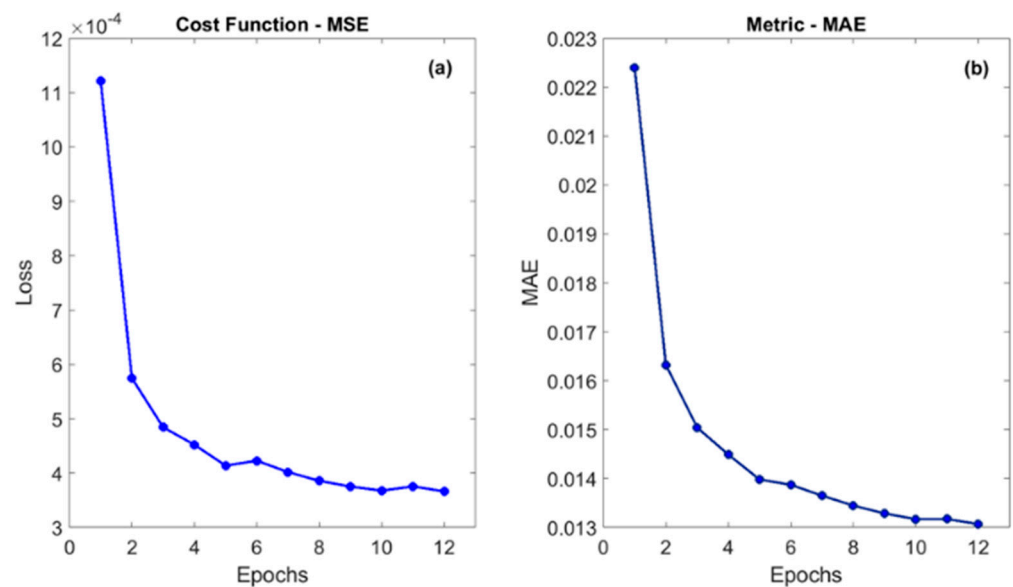 ×10⁻⁴
Cost Function - MSE
(a)
12
11
10
9
8
7
6
5
4
3
Loss
0 2 4 6 8 10 12
Epochs
Metric - MAE
(b)
0.023
0.022
0.021
0.02
0.019
0.018
0.017
0.016
0.015
0.014
0.013
MAE
0 2 4 6 8 10 12
Epochs